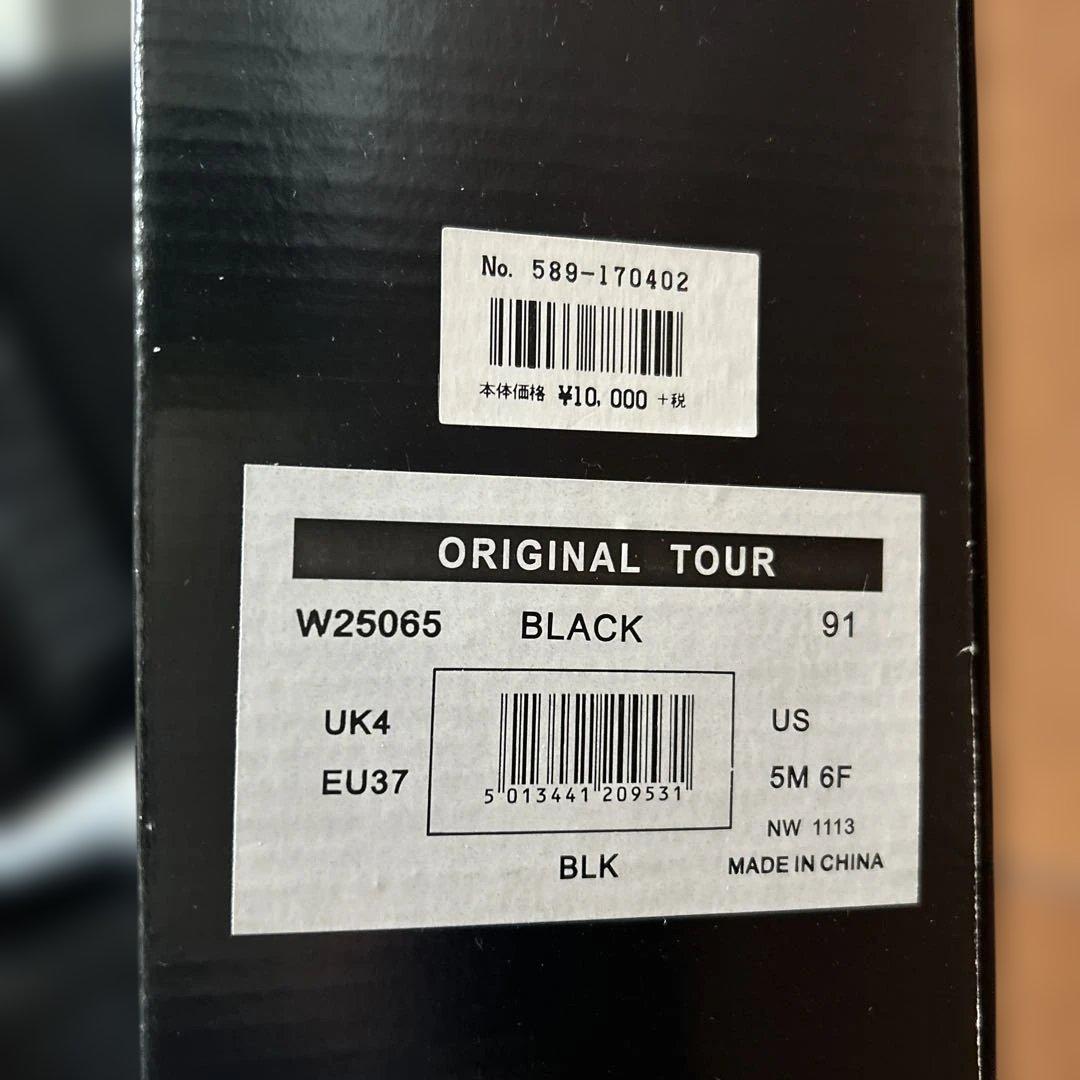 No. 589-170402
本体価格 ¥10,000 +税
ORIGINAL TOUR
W25065 BLACK 91
UK4 US
EU37 5M 6F
5 013441 209531
NW 1113
BLK MADE IN CHINA